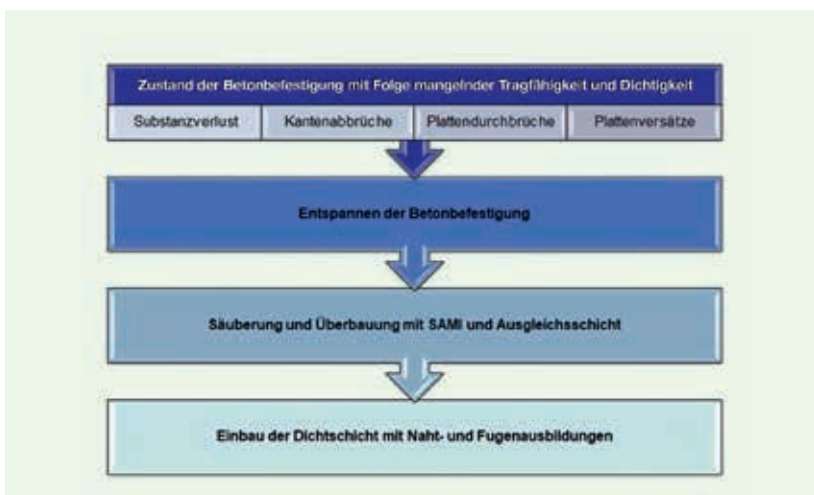 Zustand der Betonbefestigung mit Folge mangelnder Tragfähigkeit und Dichtigkeit
Substanzverlust Kantenabbrüche Plattendurchbrüche Plattenversätze
Entspannen der Betonbefestigung
Säuberung und Überbauung mit SAMI und Ausgleichsschicht
Einbau der Dichtschicht mit Naht- und Fugenausbildungen